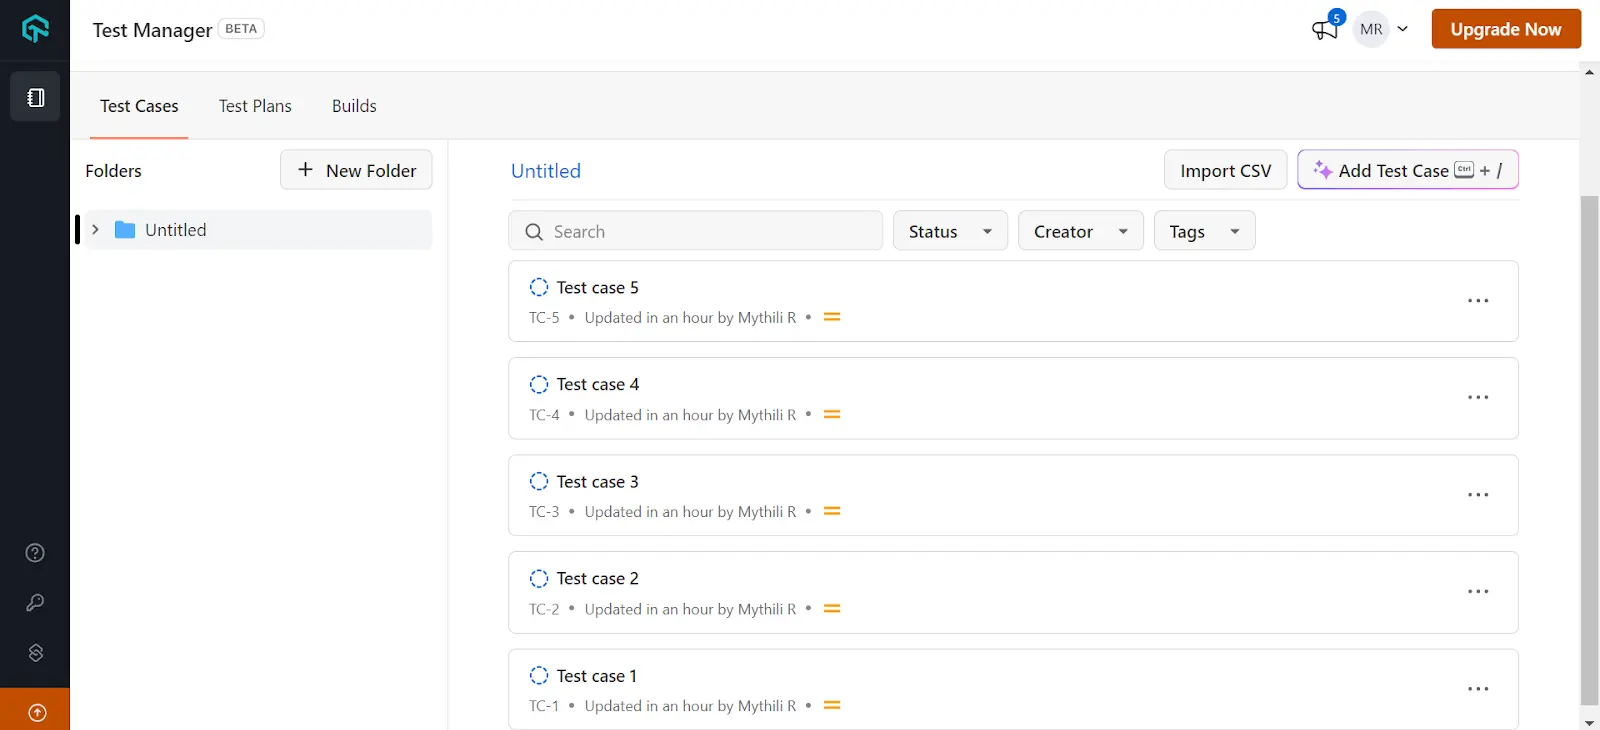 Test Manager BETA
5
MR
Upgrade Now
Test Cases
Test Plans
Builds
Folders
New Folder
Untitled
Untitled
Import CSV
Add Test Case Ctrl + /
Search
Status
Creator
Tags
Test case 5
TC-5 • Updated in an hour by Mythili R •
Test case 4
TC-4 • Updated in an hour by Mythili R •
Test case 3
TC-3 • Updated in an hour by Mythili R •
Test case 2
TC-2 • Updated in an hour by Mythili R •
Test case 1
TC-1 • Updated in an hour by Mythili R •